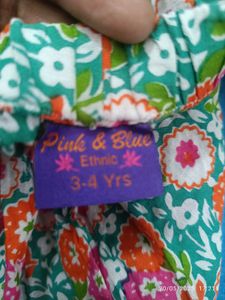 Pink & Blue
Ethnic
3-4 Yrs